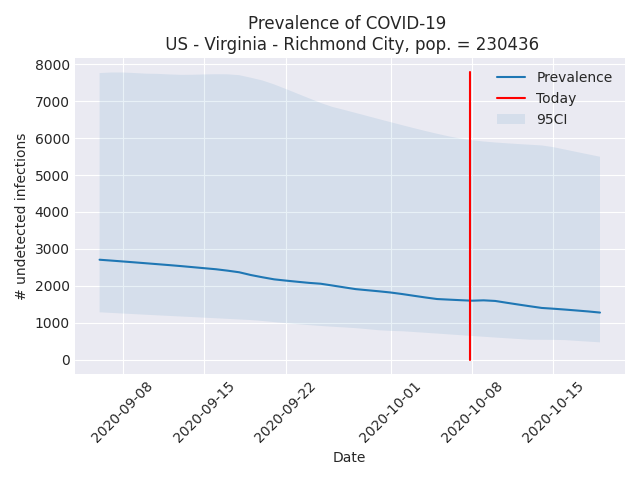 Prevalence of COVID-19
US - Virginia - Richmond City, pop. = 230436
# undetected infections
8000
7000
6000
5000
4000
3000
2000
1000
0
Prevalence
Today
95CI
2020-09-08
2020-09-15
2020-09-22
2020-10-01
2020-10-08
2020-10-15
Date